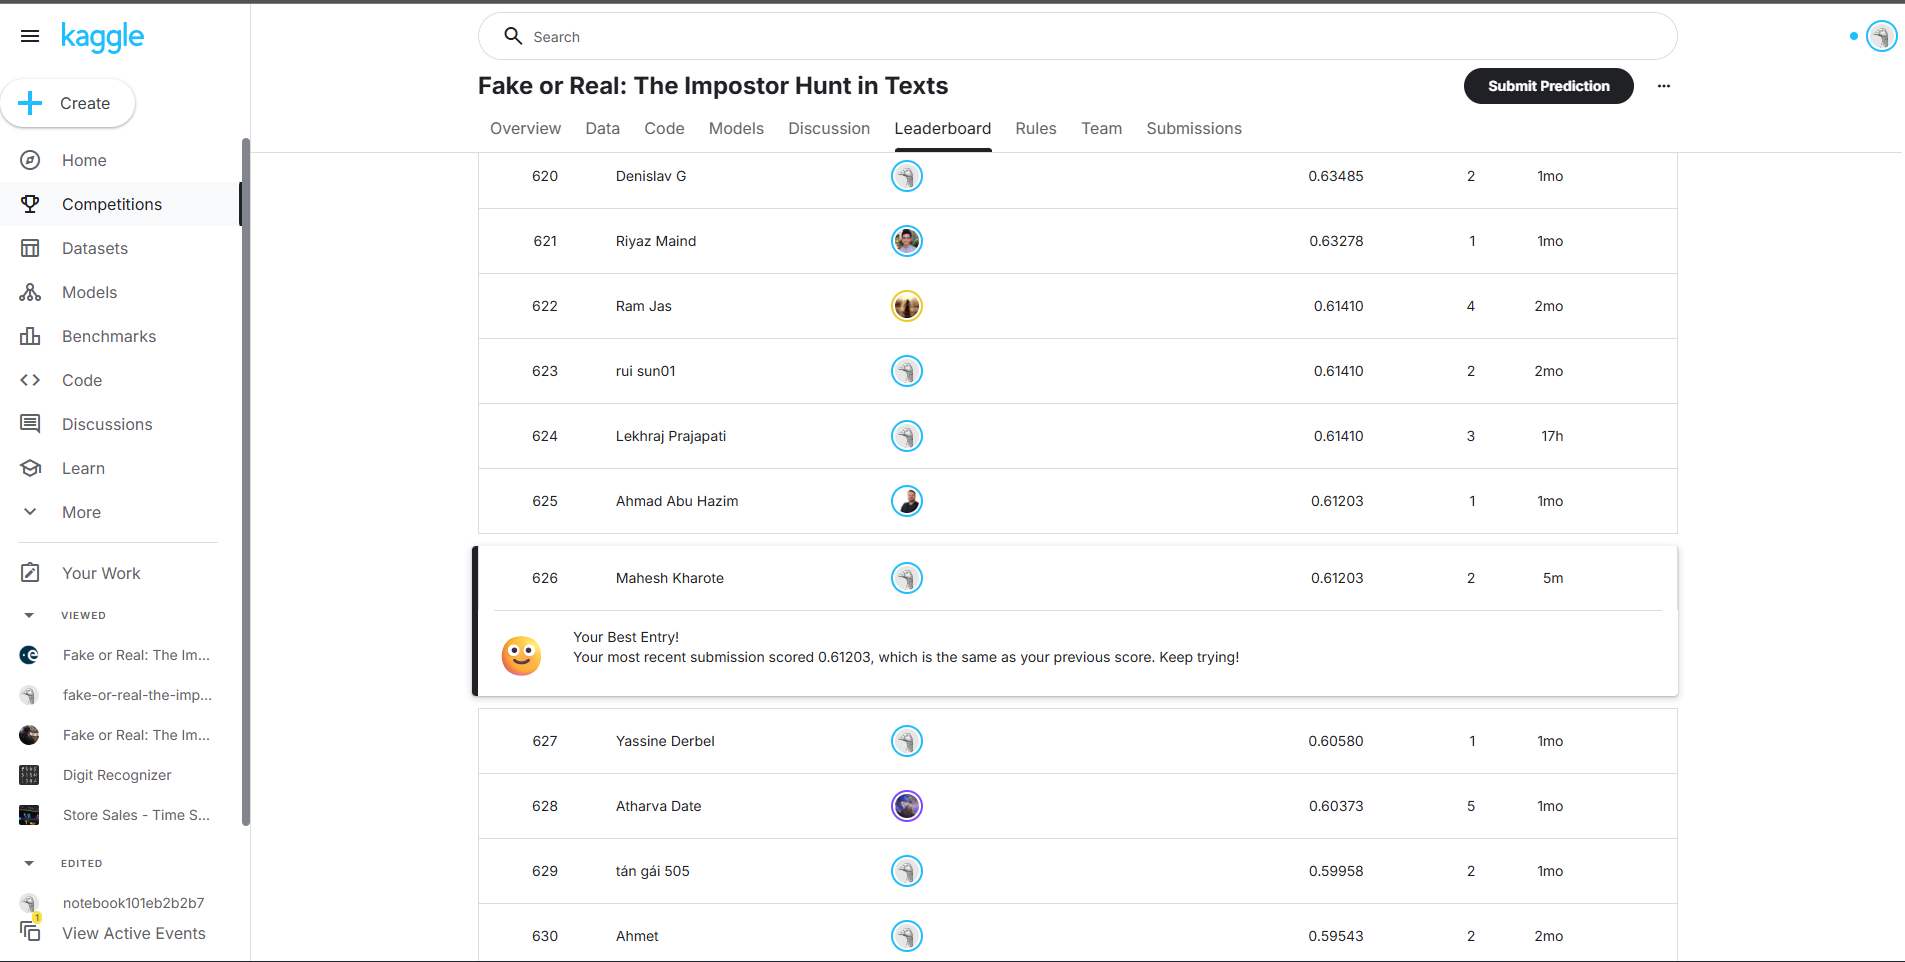 kaggle
Search
Create
Home
Competitions
Datasets
Models
Benchmarks
Code
Discussions
Learn
More
Your Work
VIEWED
Fake or Real: The Im...
fake-or-real-the-imp...
Fake or Real: The Im...
Digit Recognizer
Store Sales - Time S...
EDITED
notebook101eb2b2b7
1
View Active Events
Fake or Real: The Impostor Hunt in Texts
Submit Prediction
Overview Data Code Models Discussion Leaderboard Rules Team Submissions
620 Denislav G 0.63485 2 1mo
621 Riyaz Maind 0.63278 1 1mo
622 Ram Jas 0.61410 4 2mo
623 rui sun01 0.61410 2 2mo
624 Lekhraj Prajapati 0.61410 3 17h
625 Ahmad Abu Hazim 0.61203 1 1mo
626 Mahesh Kharote 0.61203 2 5m
Your Best Entry!
Your most recent submission scored 0.61203, which is the same as your previous score. Keep trying!
627 Yassine Derbel 0.60580 1 1mo
628 Atharva Date 0.60373 5 1mo
629 tán gái 505 0.59958 2 1mo
630 Ahmet 0.59543 2 2mo